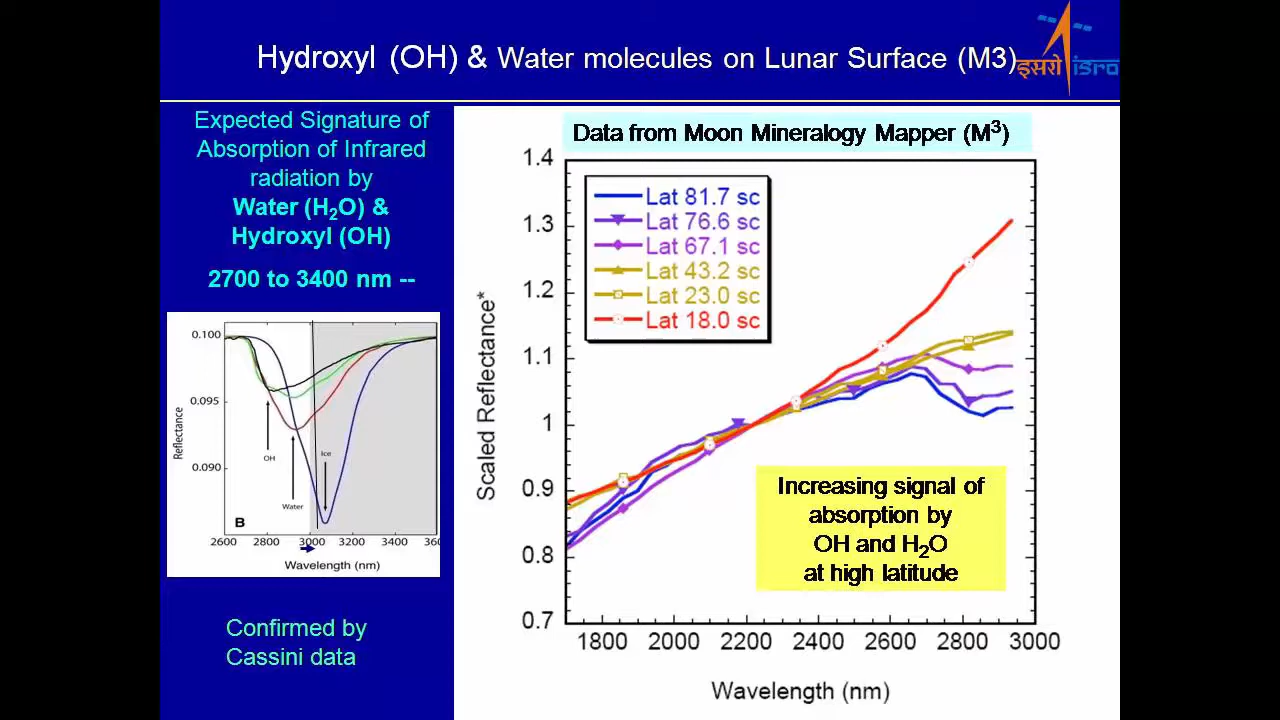 Hydroxyl (OH) & Water molecules on Lunar Surface (M3)
इसरो isro
Expected Signature of
Absorption of Infrared
radiation by
Water (H₂O) &
Hydroxyl (OH)
2700 to 3400 nm --
0.100
0.095
0.090
Reflectance
OH
Water
Ice
B
2600 2800 3000 3200 3400 360
Wavelength (nm)
Confirmed by
Cassini data
Data from Moon Mineralogy Mapper (M³)
1.4
1.3
1.2
1.1
1
0.9
0.8
0.7
Scaled Reflectance*
Lat 81.7 sc
Lat 76.6 sc
Lat 67.1 sc
Lat 43.2 sc
Lat 23.0 sc
Lat 18.0 sc
Increasing signal of
absorption by
OH and H₂O
at high latitude
1800 2000 2200 2400 2600 2800 3000
Wavelength (nm)